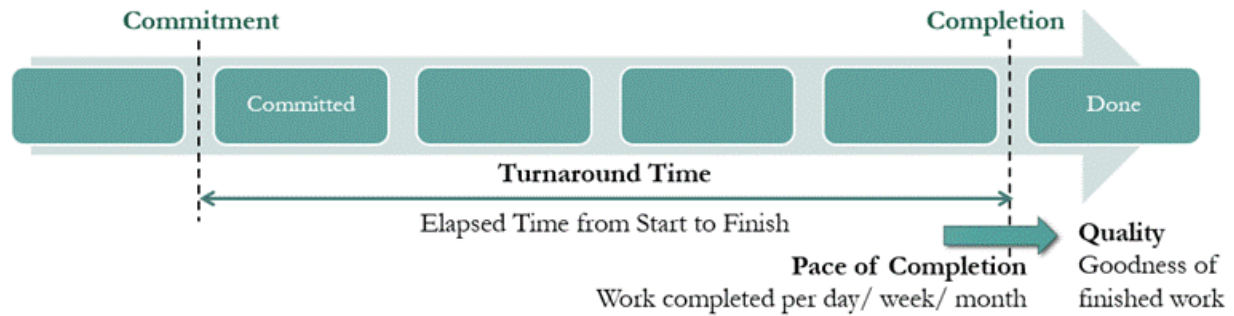 Commitment
Completion
Committed
Done
Turnaround Time
Elapsed Time from Start to Finish
Pace of Completion
Work completed per day/ week/ month
Quality
Goodness of
finished work